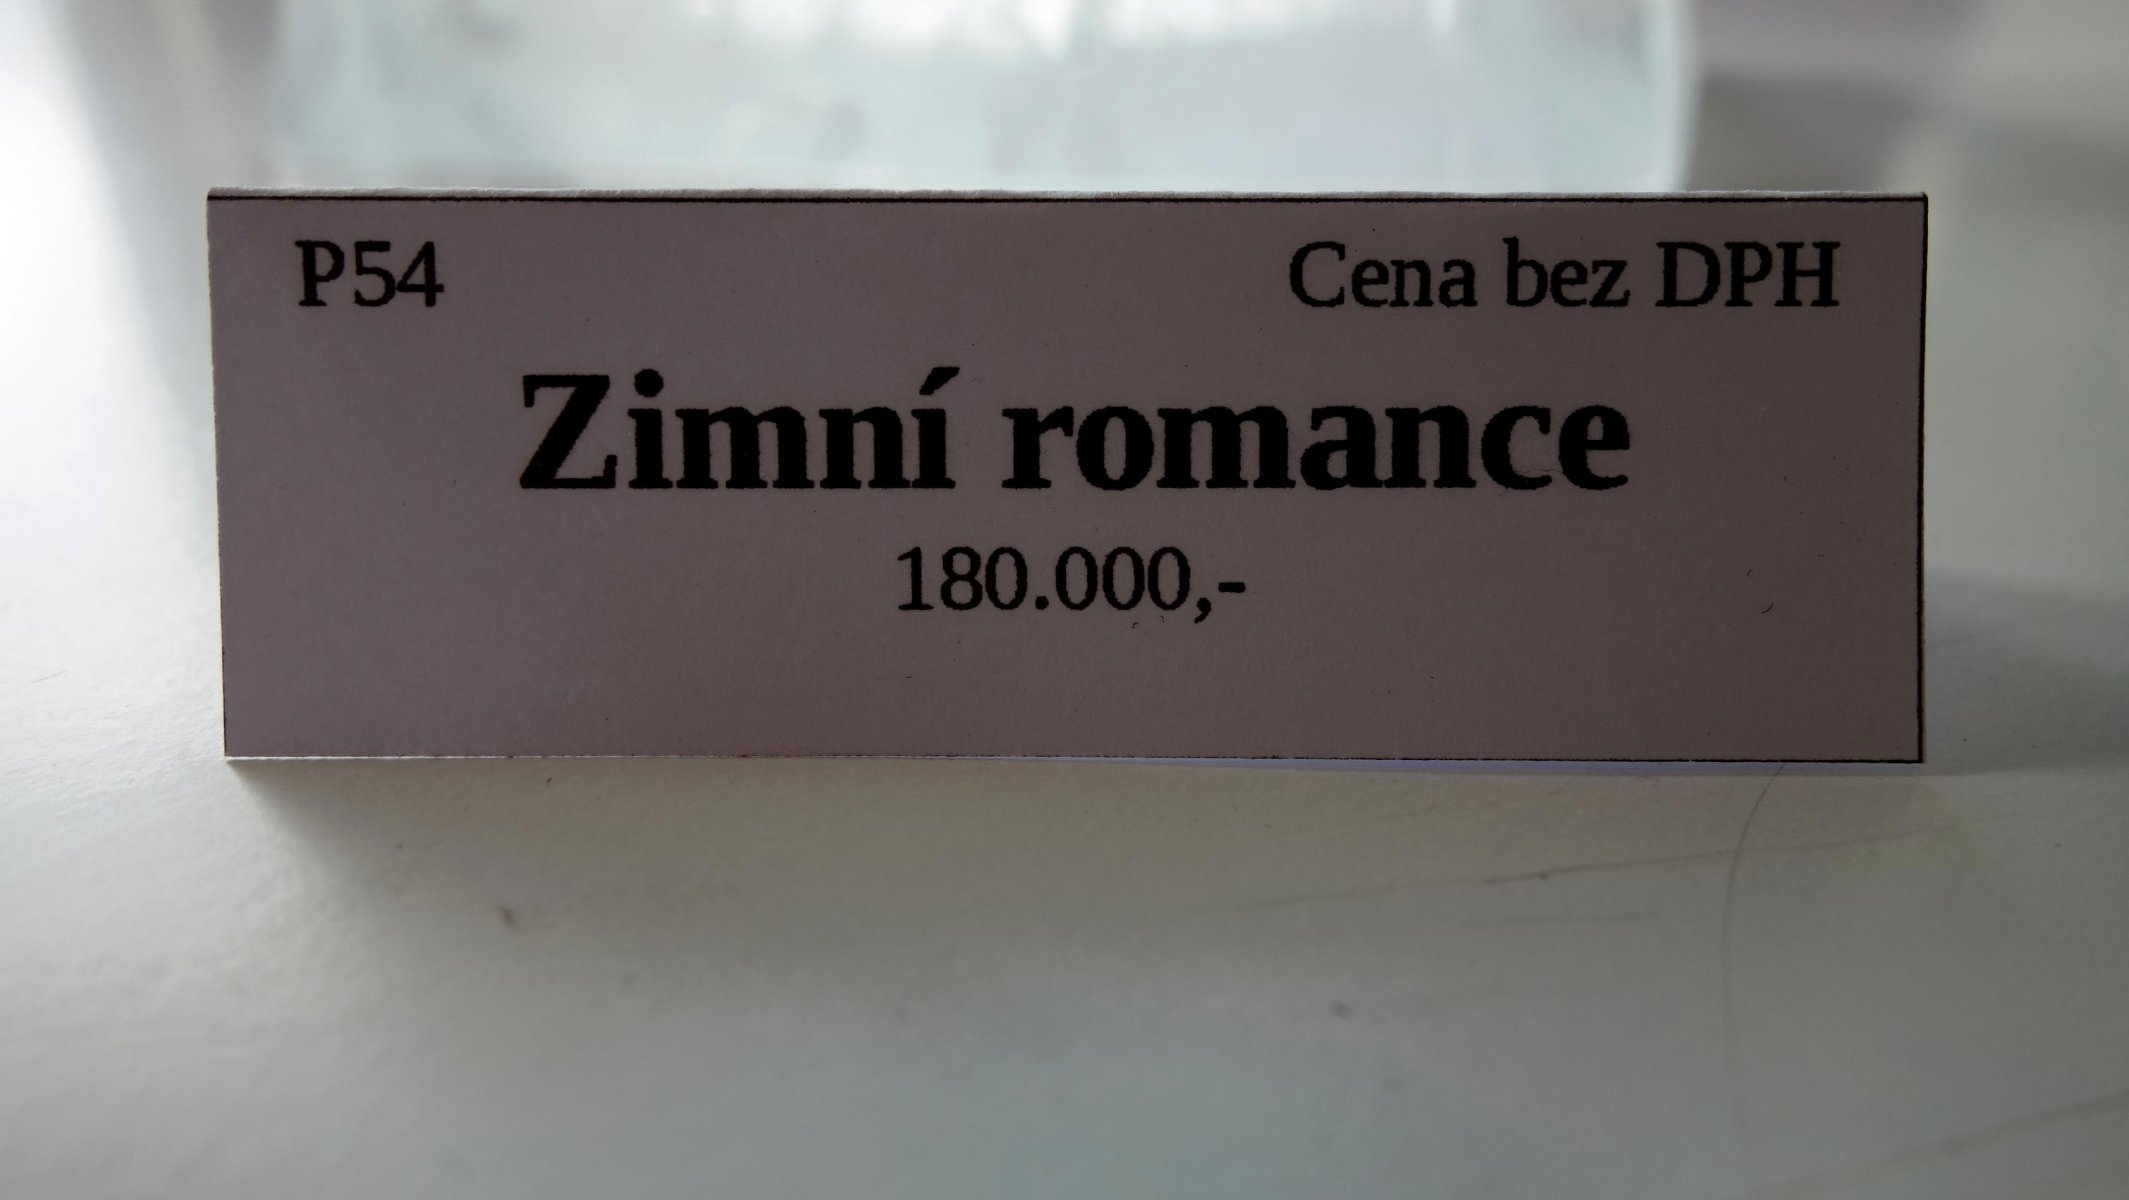 P54 Cena bez DPH
Zimní romance
180.000,-